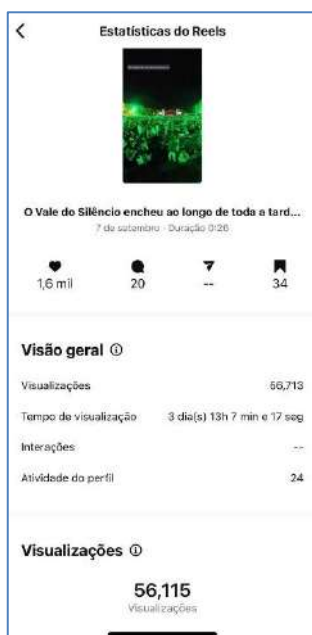 Estatísticas do Reels
O Vale do Silêncio encheu ao longo de toda a tard...
7 de setembro · Duração 0:26
1,6 mil 20 -- 34
Visão geral
Visualizações 56,713
Tempo de visualização 3 dia(s) 13h 7 min e 17 seg
Interações --
Atividade do perfil 24
Visualizações
56,115
Visualizações